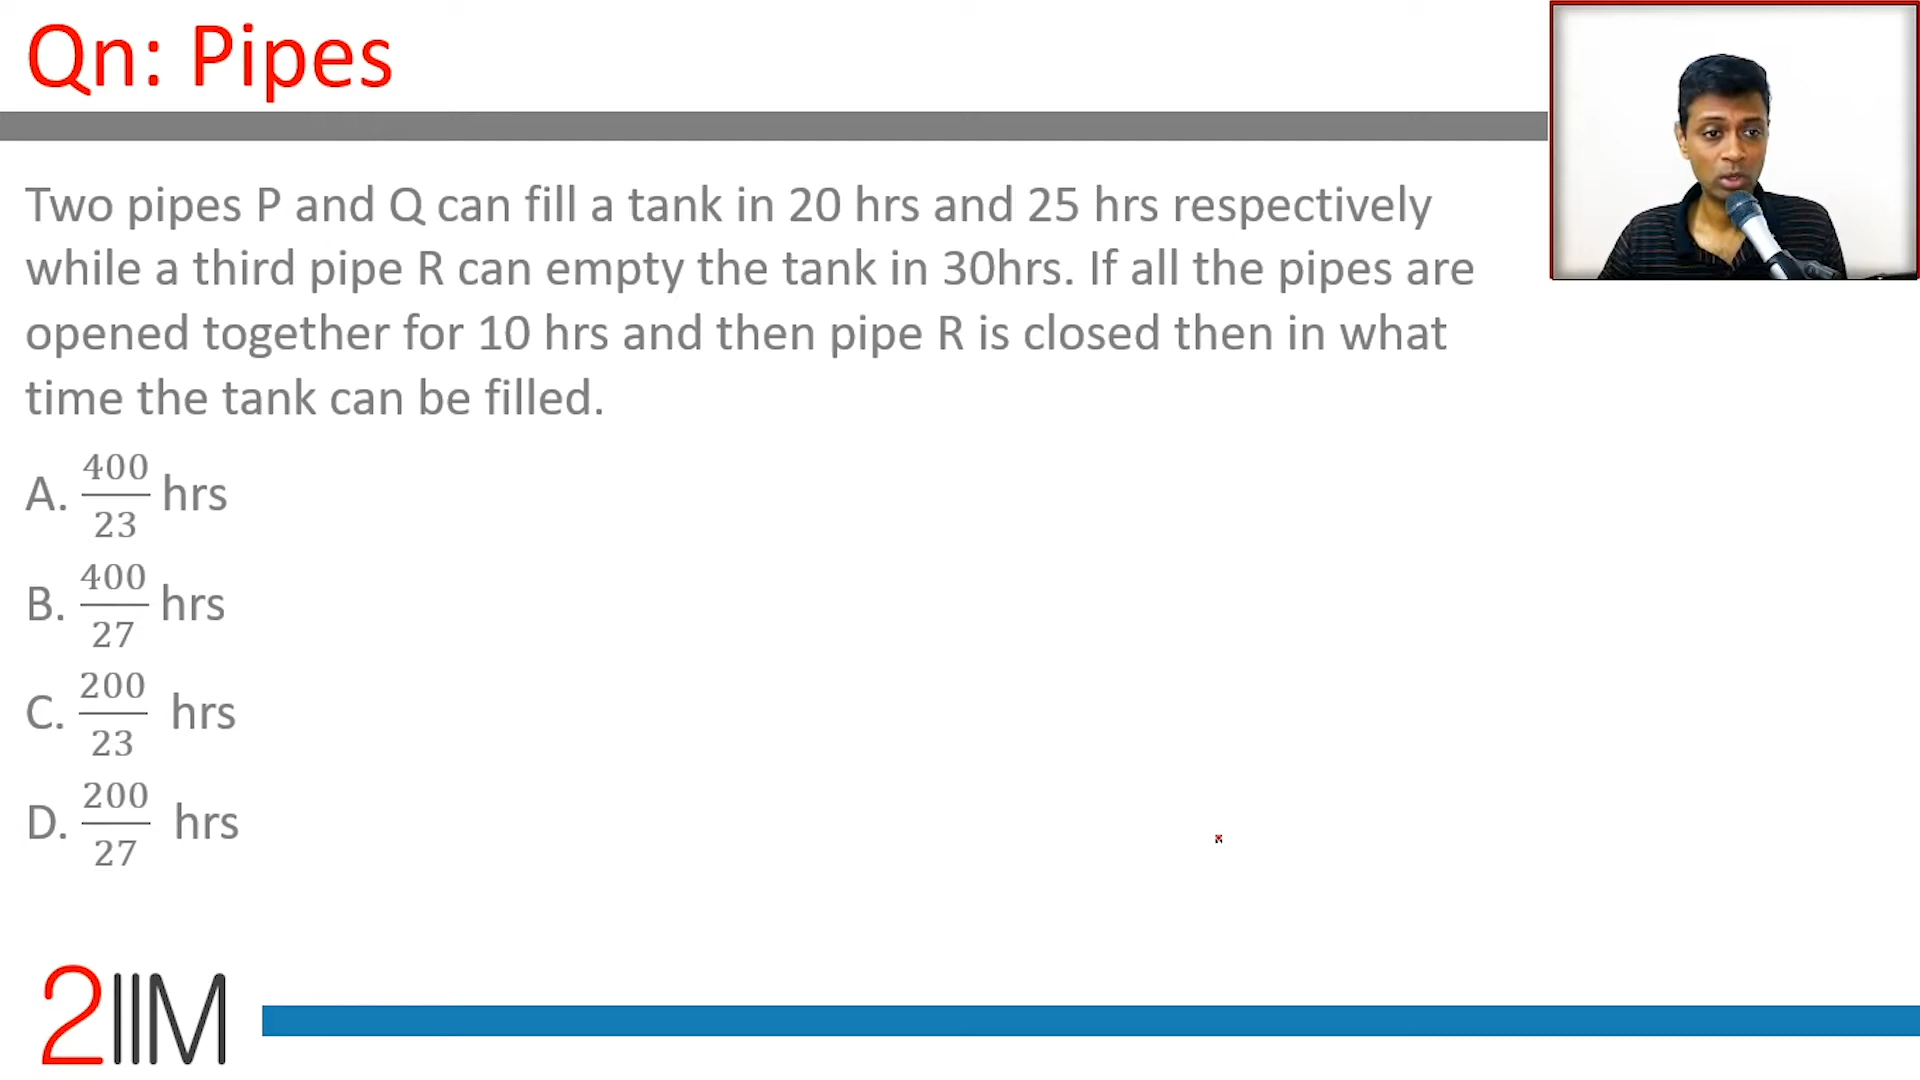 Qn: Pipes
Two pipes P and Q can fill a tank in 20 hrs and 25 hrs respectively
while a third pipe R can empty the tank in 30hrs. If all the pipes are
opened together for 10 hrs and then pipe R is closed then in what
time the tank can be filled.
A. 400/23 hrs
B. 400/27 hrs
C. 200/23 hrs
D. 200/27 hrs
2IIM